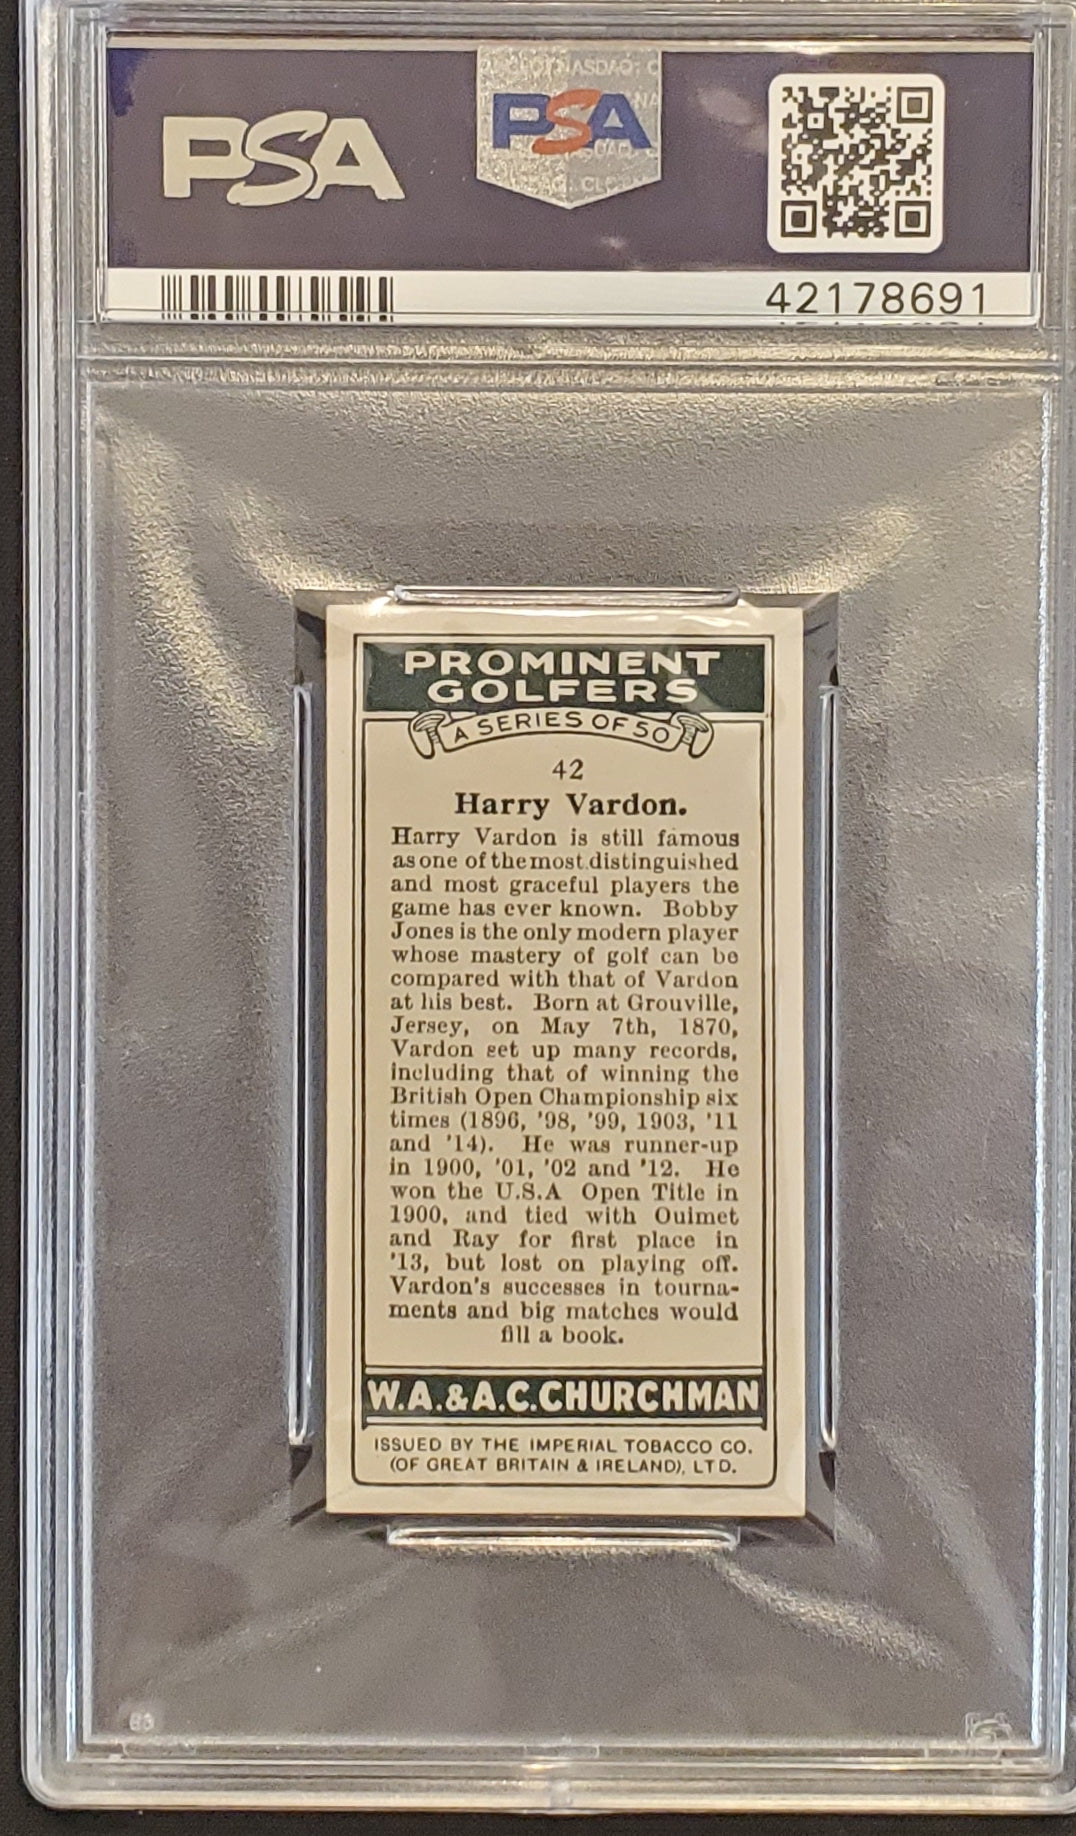 PSA
PSA
42178691
PROMINENT
GOLFERS
A SERIES OF 50
42
Harry Vardon.
Harry Vardon is still famous
as one of the most distinguished
and most graceful players the
game has ever known. Bobby
Jones is the only modern player
whose mastery of golf can be
compared with that of Vardon
at his best. Born at Grouville,
Jersey, on May 7th, 1870,
Vardon set up many records,
including that of winning the
British Open Championship six
times (1896, '98, '99, 1903, '11
and '14). He was runner-up
in 1900, '01, '02 and '12. He
won the U.S.A Open Title in
1900, and tied with Ouimet
and Ray for first place in
'13, but lost on playing off.
Vardon's successes in tourna-
ments and big matches would
fill a book.
W.A.&A.C.CHURCHMAN
ISSUED BY THE IMPERIAL TOBACCO CO.
(OF GREAT BRITAIN & IRELAND), LTD.